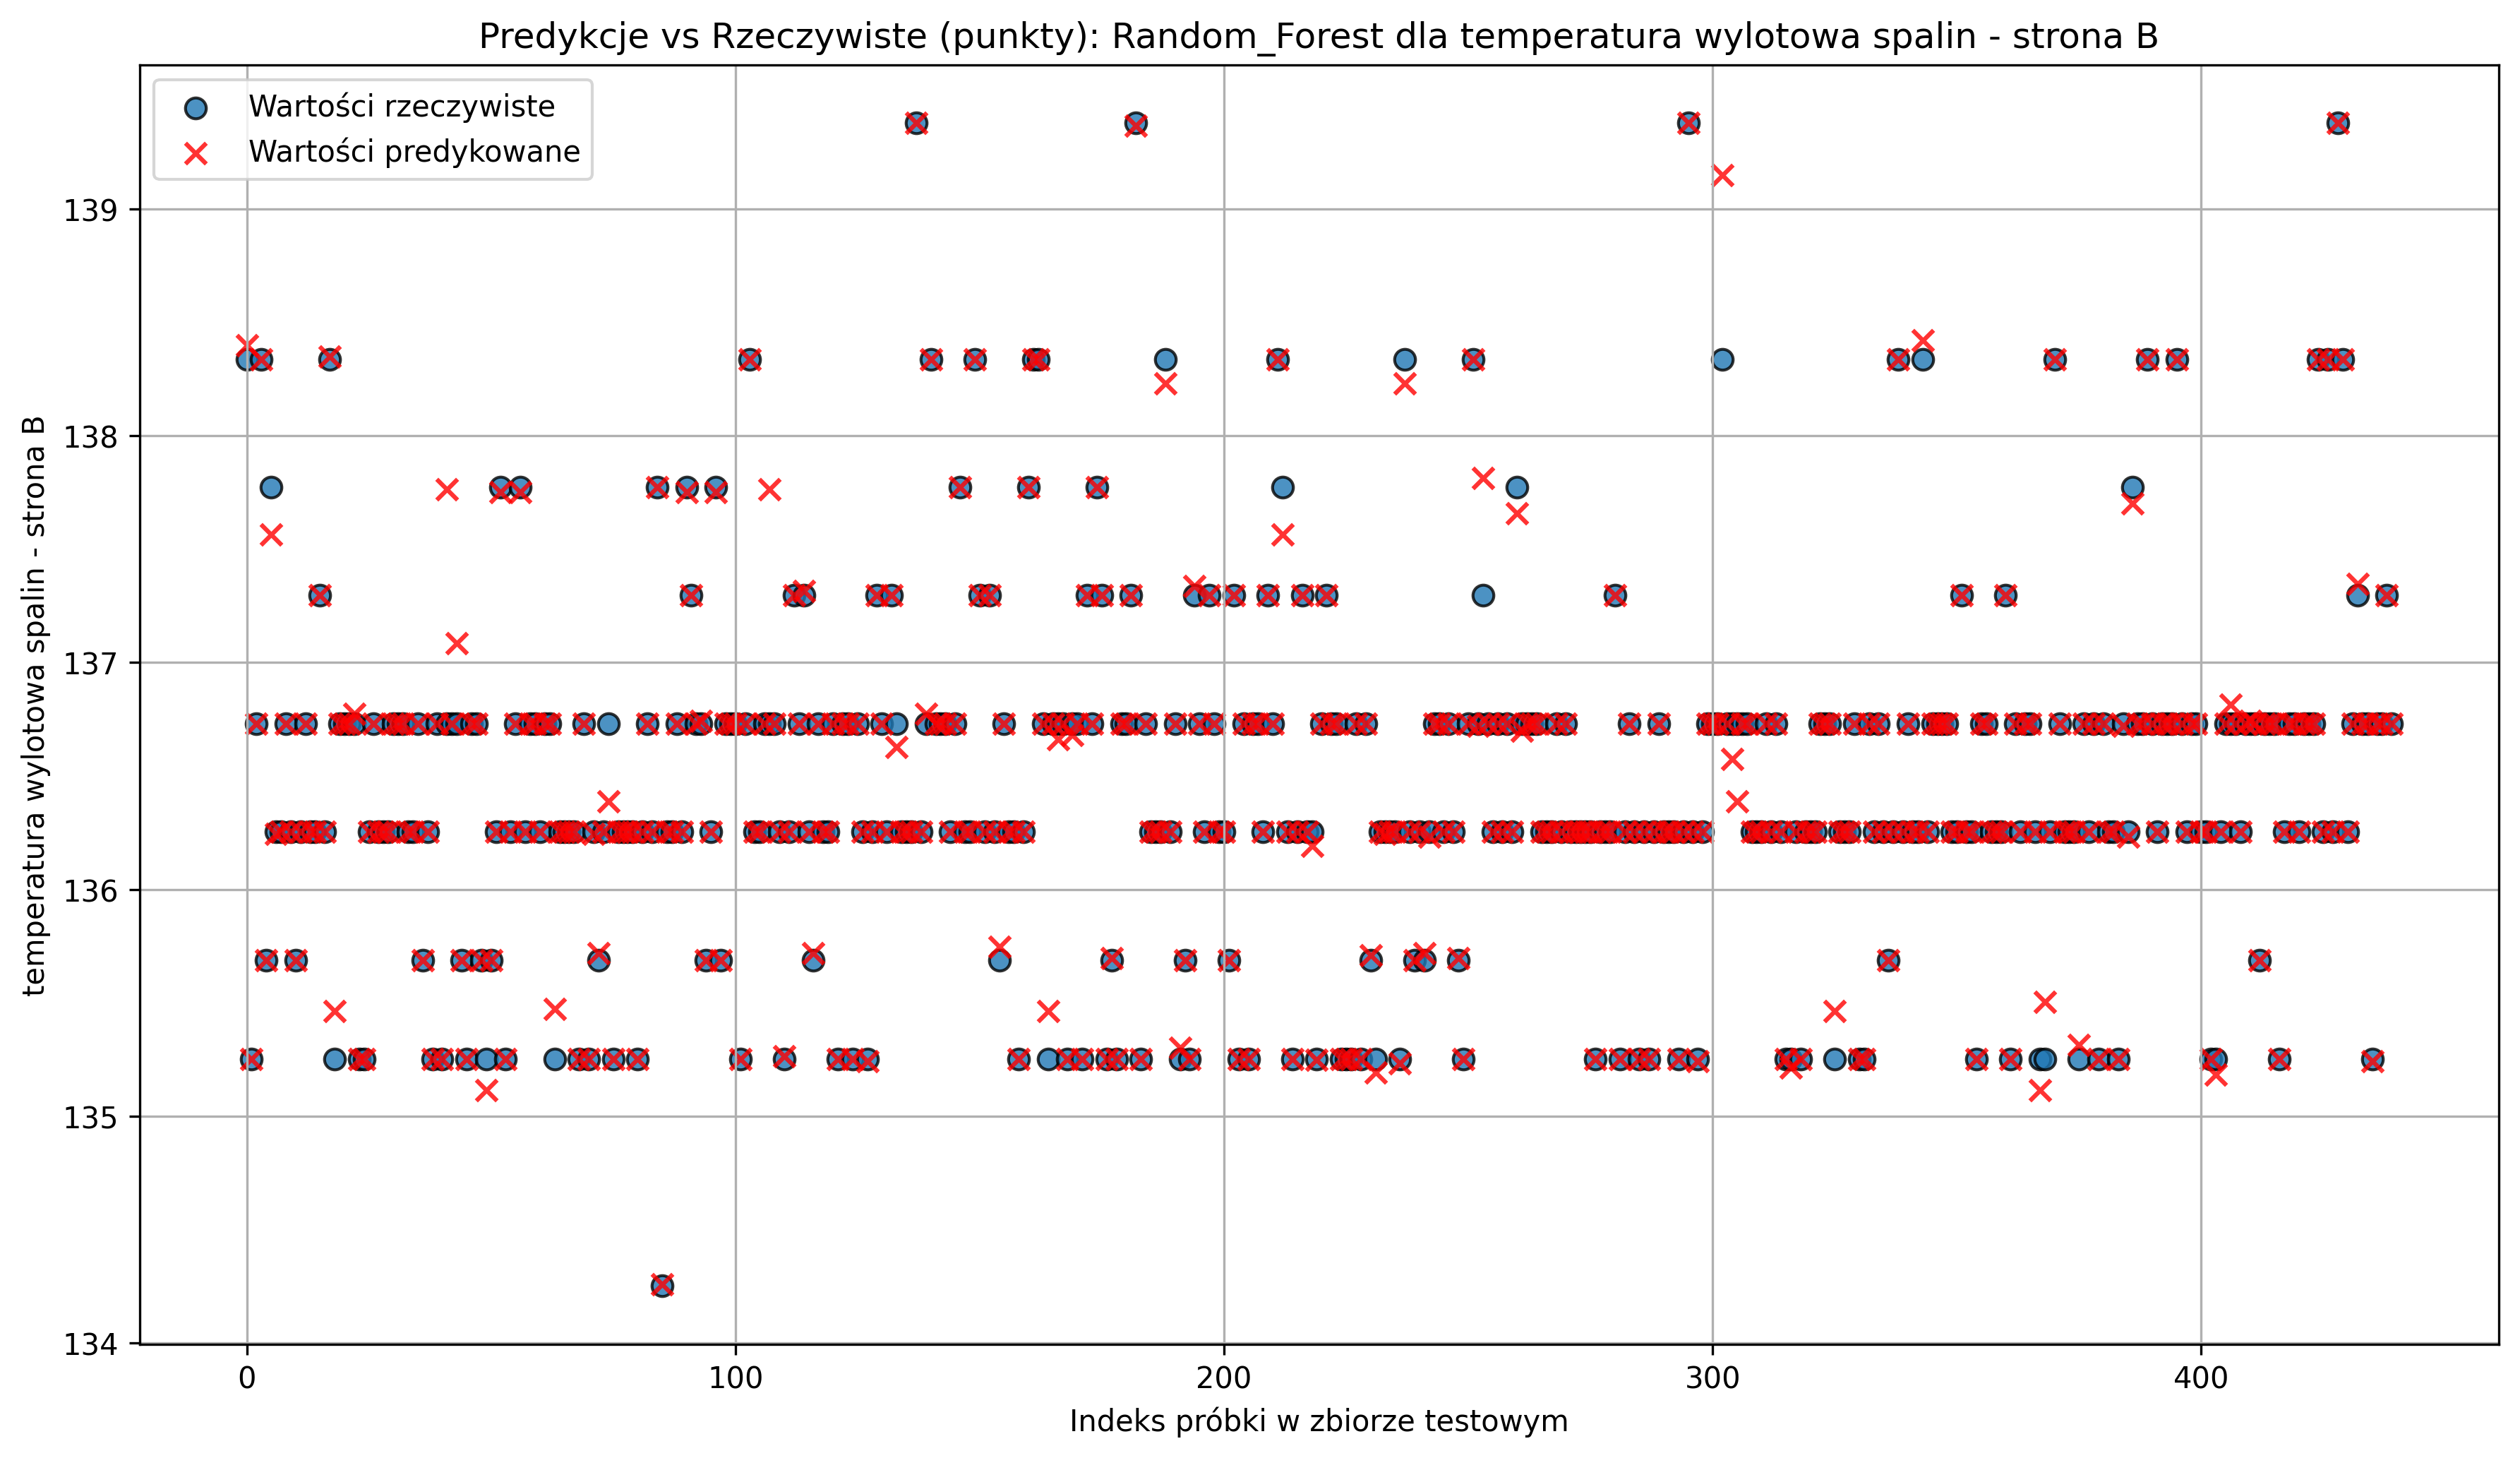 Predykcje vs Rzeczywiste (punkty): Random_Forest dla temperatura wylotowa spalin - strona B
Wartości rzeczywiste
Wartości predykowane
temperatura wylotowa spalin - strona B
139
138
137
136
135
134
0
100
200
300
400
Indeks próbki w zbiorze testowym